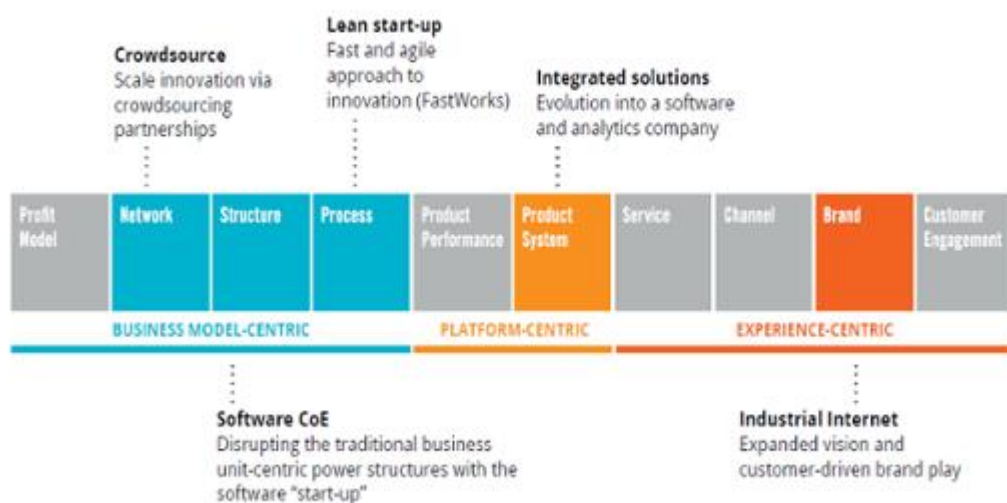 Lean start-up
Fast and agile
approach to
innovation (FastWorks)
Crowdsource
Scale innovation via
crowdsourcing
partnerships
Integrated solutions
Evolution into a software
and analytics company
Profit
Model
Network
Structure
Process
Product
Performance
Product
System
Service
Channel
Brand
Customer
Engagement
BUSINESS MODEL-CENTRIC
PLATFORM-CENTRIC
EXPERIENCE-CENTRIC
Software CoE
Disrupting the traditional business
unit-centric power structures with the
software “start-up”
Industrial Internet
Expanded vision and
customer-driven brand play